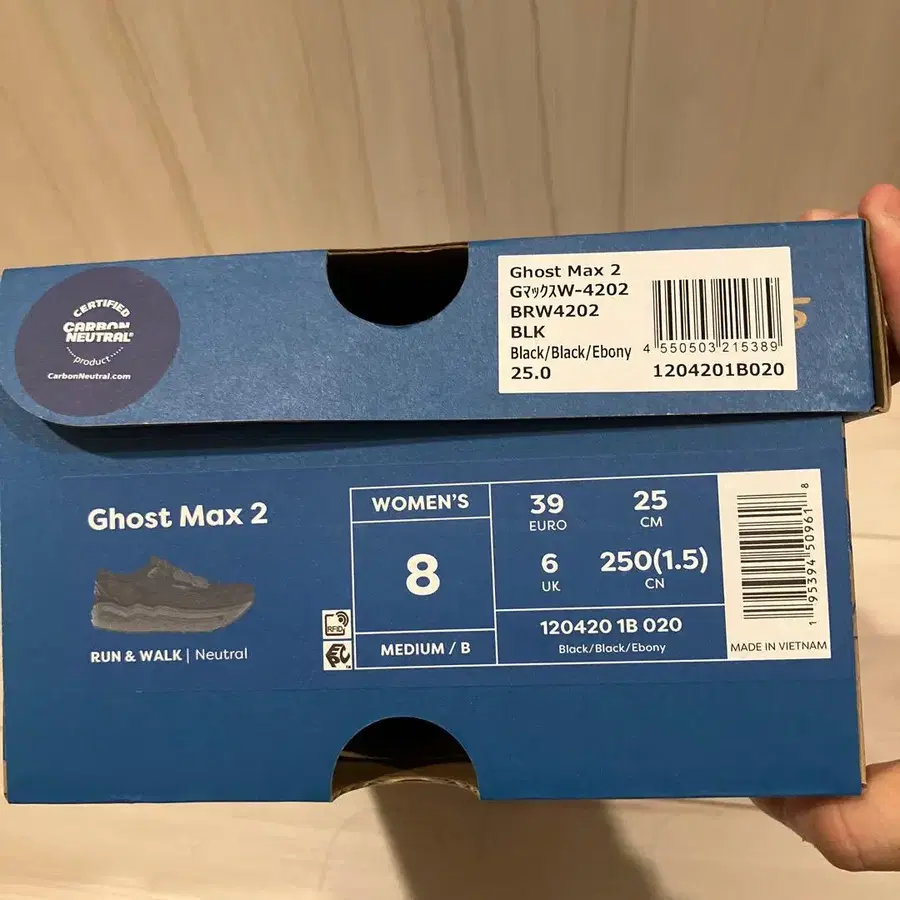 CERTIFIED
CARBON
NEUTRAL®
product
CarbonNeutral.com
Ghost Max 2
GマックスW-4202
BRW4202
BLK
Black/Black/Ebony
25.0
4 550503 215389
1204201B020
S
Ghost Max 2
RUN & WALK | Neutral
RFID
EPC
WOMEN'S
8
MEDIUM / B
39
EURO
25
CM
6
UK
250(1.5)
CN
120420 1B 020
Black/Black/Ebony
1 95394 50961 8
MADE IN VIETNAM